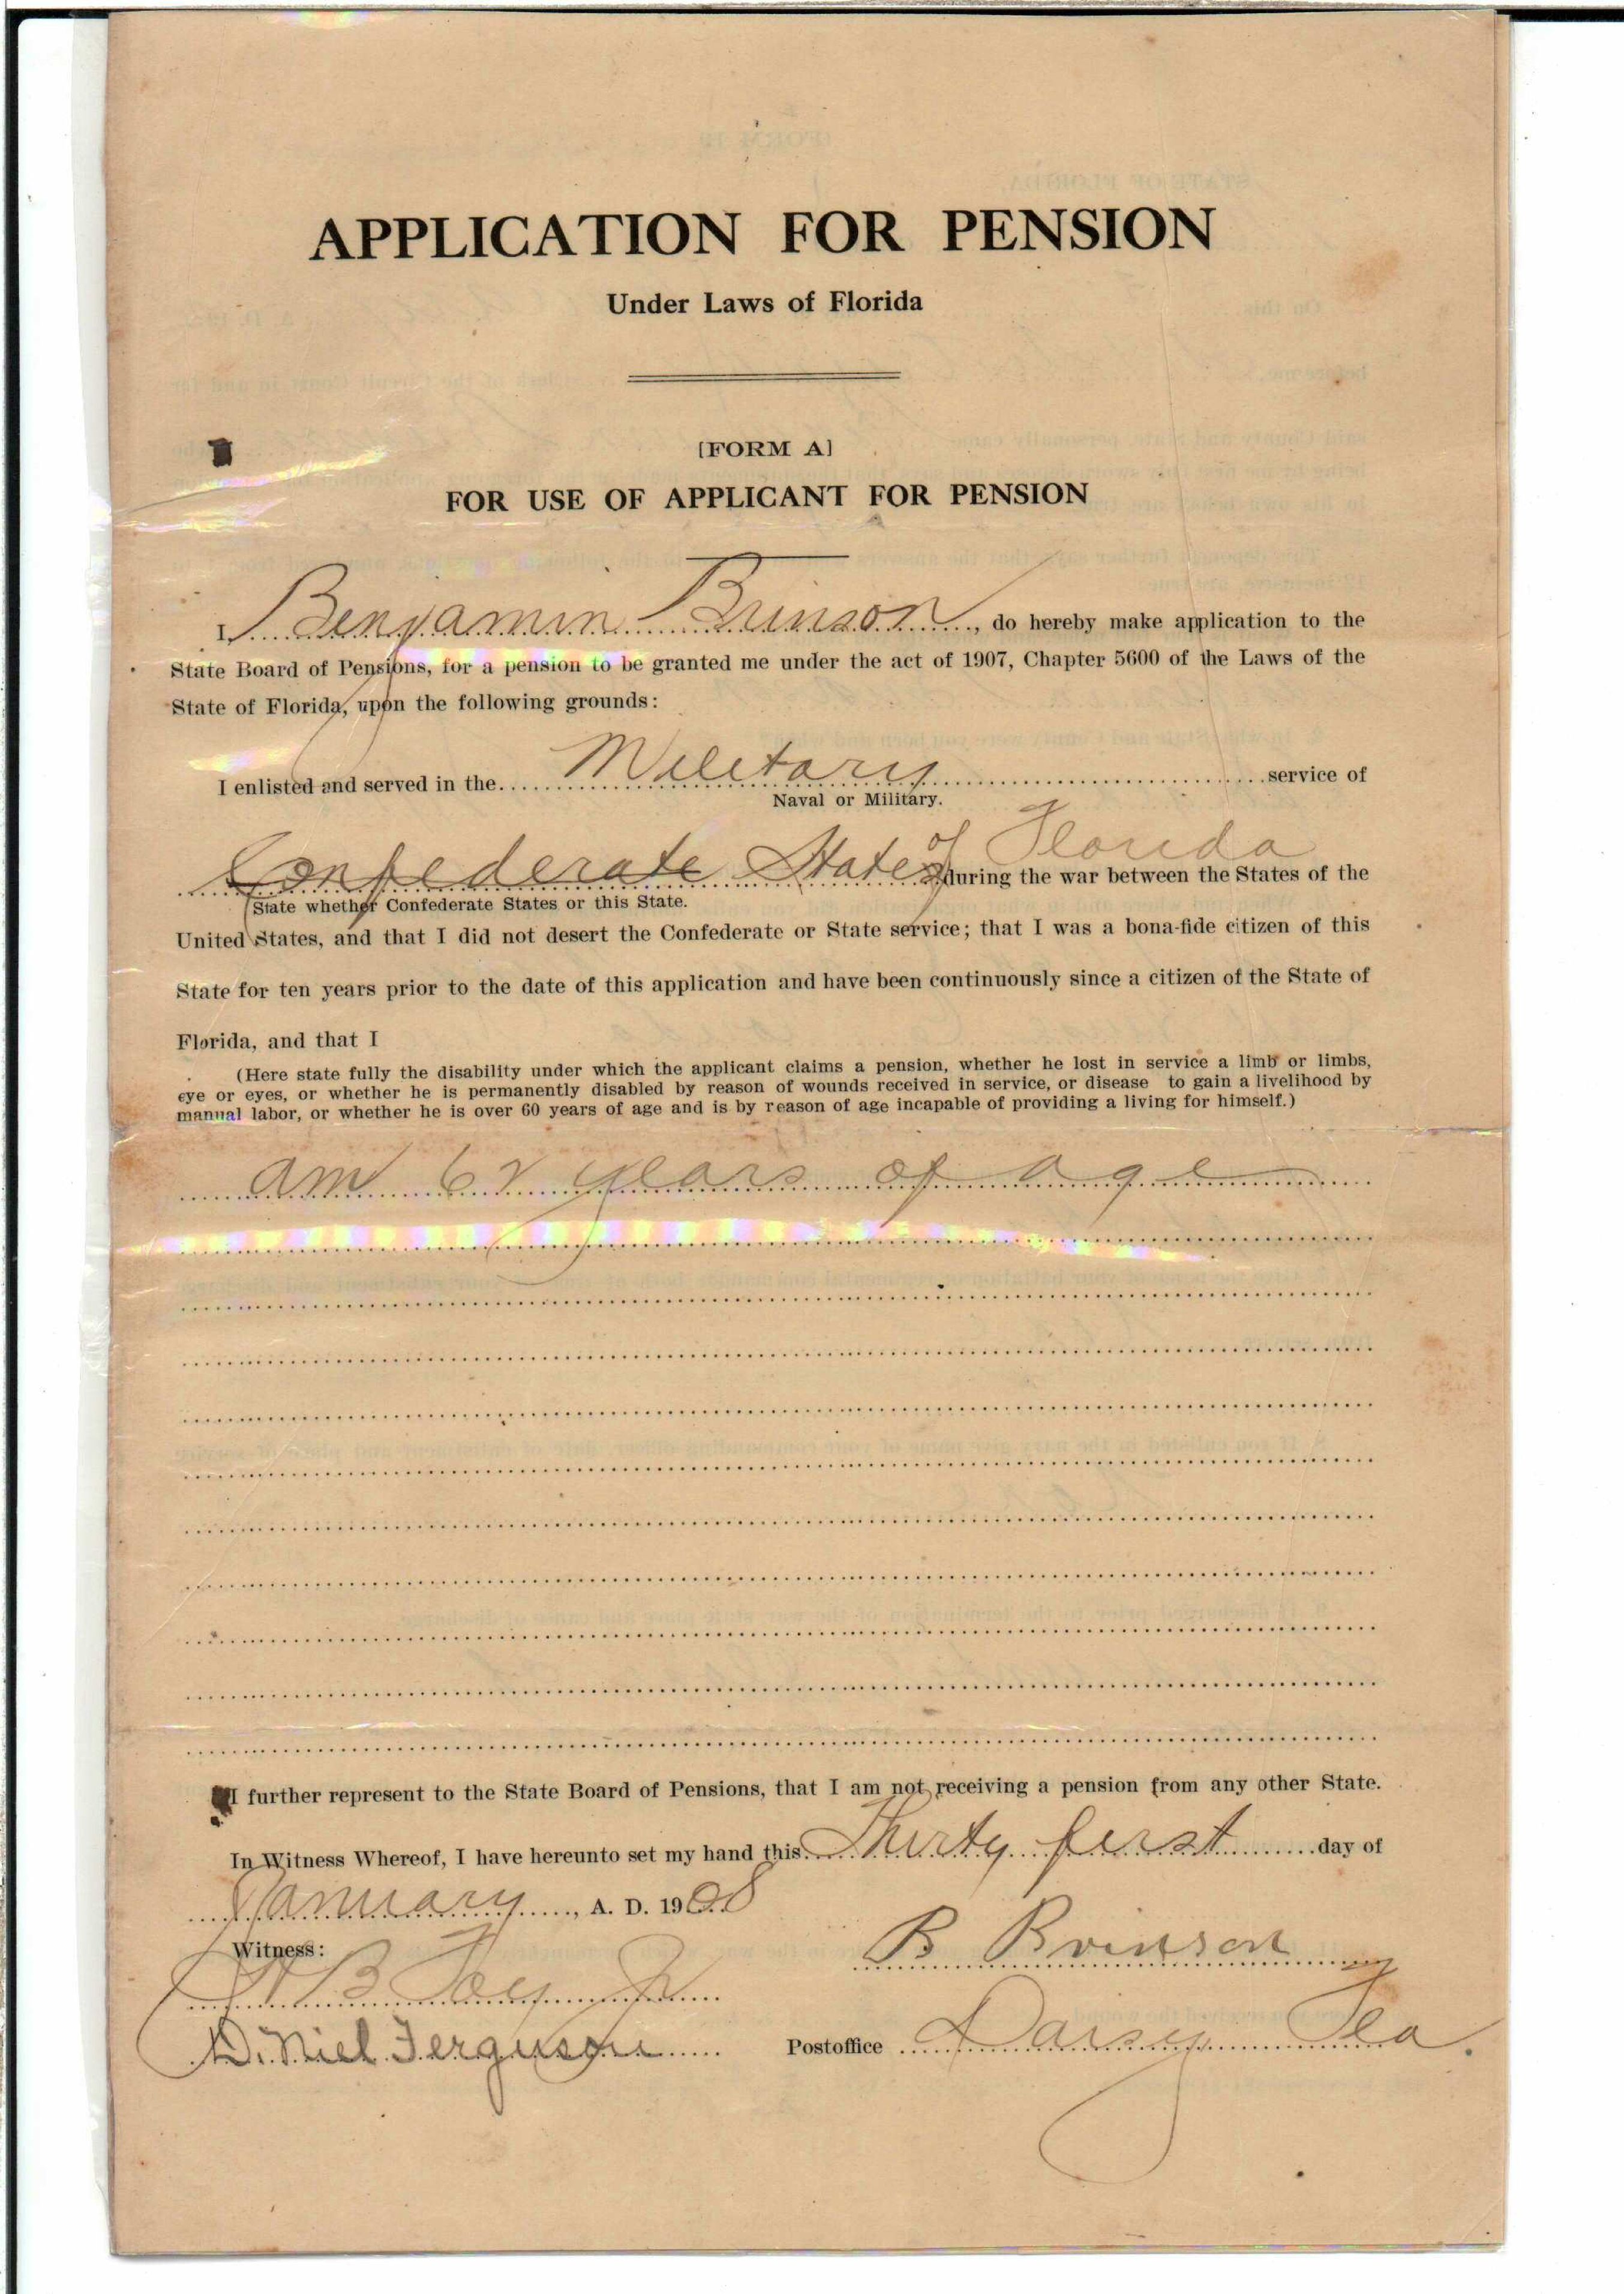 APPLICATION FOR PENSION
Under Laws of Florida
[FORM A]
FOR USE OF APPLICANT FOR PENSION
I, Benjamin Brinson, do hereby make application to the
State Board of Pensions, for a pension to be granted me under the act of 1907, Chapter 5600 of the Laws of the
State of Florida, upon the following grounds:
I enlisted and served in the Miletary service of
Naval or Military.
Confederate State of Florida during the war between the States of the
(State whether Confederate States or this State.
United States, and that I did not desert the Confederate or State service; that I was a bona-fide citizen of this
State for ten years prior to the date of this application and have been continuously since a citizen of the State of
Florida, and that I
(Here state fully the disability under which the applicant claims a pension, whether he lost in service a limb or limbs,
eye or eyes, or whether he is permanently disabled by reason of wounds received in service, or disease to gain a livelihood by
manual labor, or whether he is over 60 years of age and is by reason of age incapable of providing a living for himself.)
am 62 years of age
I further represent to the State Board of Pensions, that I am not receiving a pension from any other State.
In Witness Whereof, I have hereunto set my hand this Thirty first day of
January, A. D. 1908
Witness:
B Brinson
D. Niel Ferguson
Postoffice Daisy Fla.